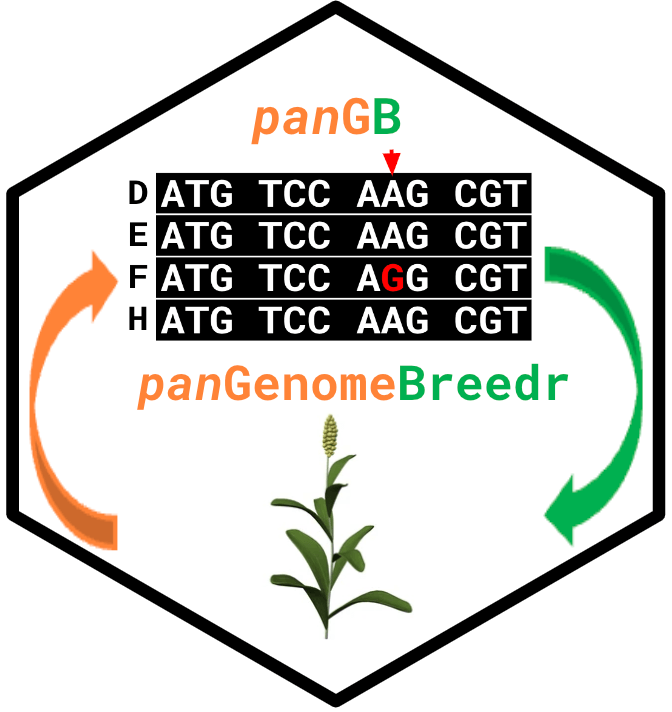 panGB
D ATG TCC AAG CGT
E ATG TCC AAG CGT
F ATG TCC AGG CGT
H ATG TCC AAG CGT
panGenomeBreedr